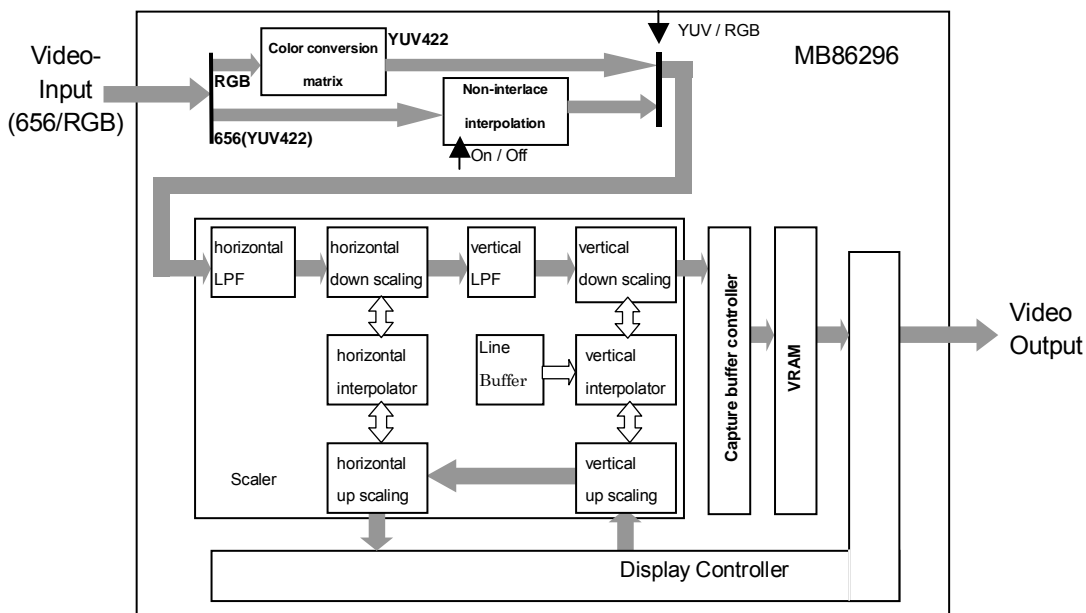 Video-
Input
(656/RGB)
RGB
Color conversion
matrix
YUV422
YUV / RGB
MB86296
656(YUV422)
Non-interlace
interpolation
On / Off
horizontal
LPF
horizontal
down scaling
vertical
LPF
vertical
down scaling
horizontal
interpolator
Line
Buffer
vertical
interpolator
Scaler
horizontal
up scaling
vertical
up scaling
Capture buffer controller
VRAM
Video
Output
Display Controller